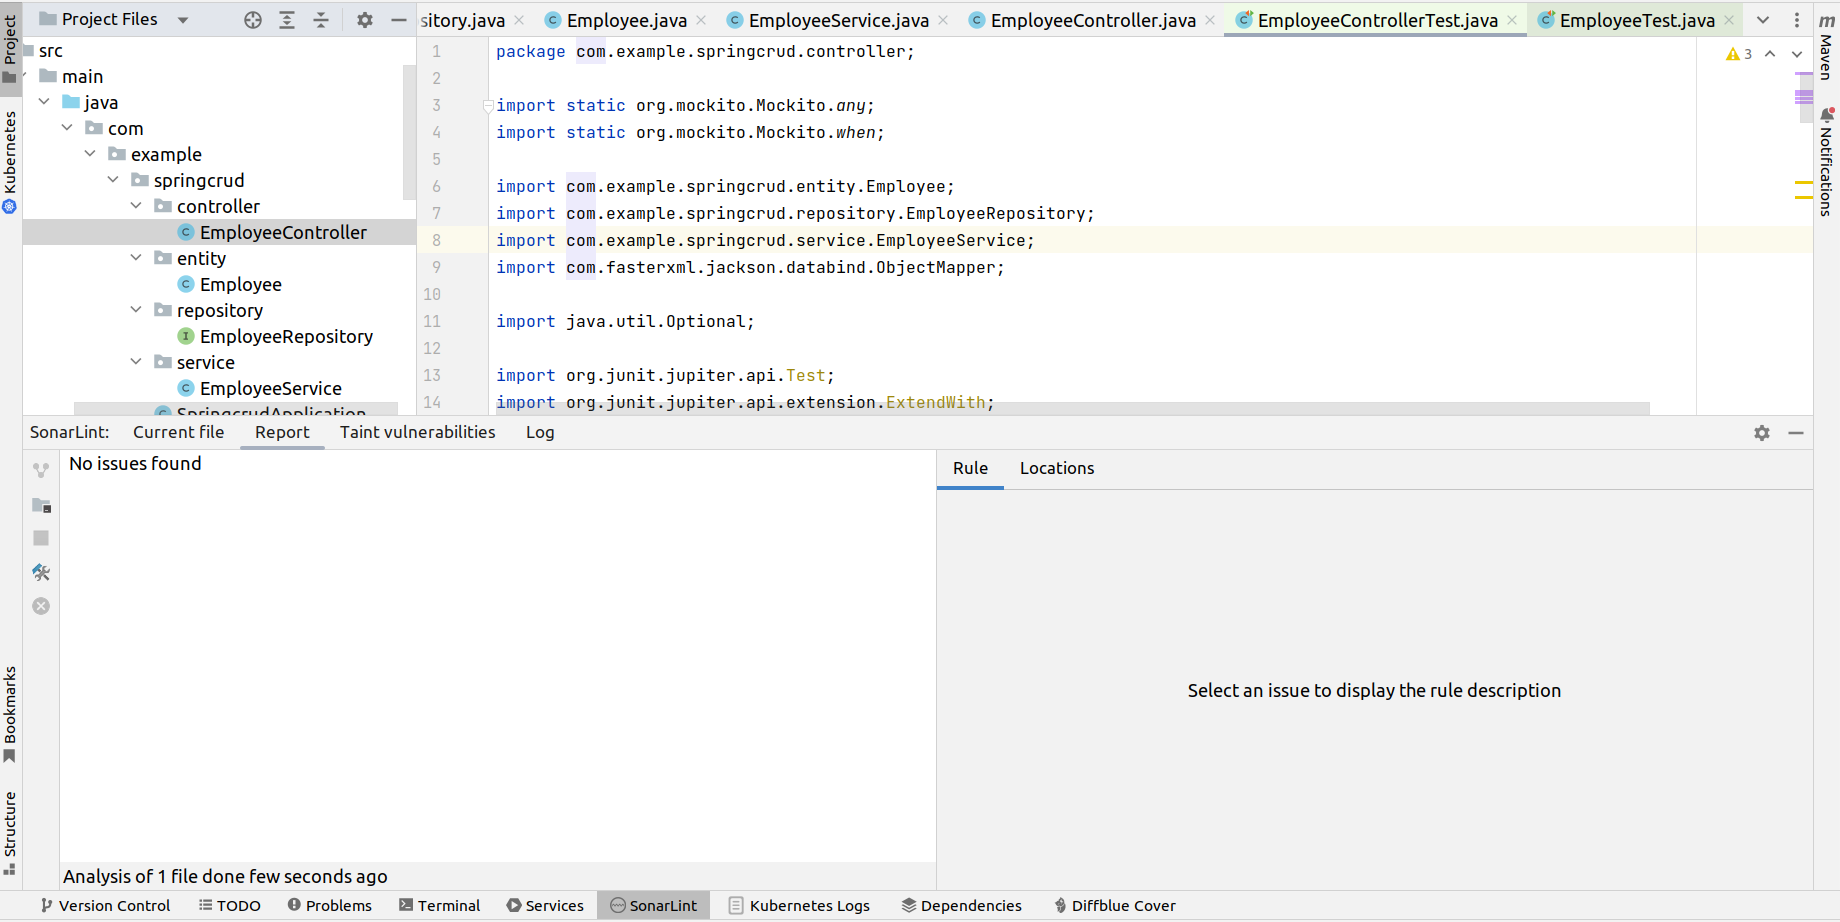 Project Files
sitory.java
Employee.java
EmployeeService.java
EmployeeController.java
EmployeeControllerTest.java
EmployeeTest.java
Project
Kubernetes
Bookmarks
Structure
src
main
java
com
example
springcrud
controller
EmployeeController
entity
Employee
repository
EmployeeRepository
service
EmployeeService
SpringcrudApplication
1 package com.example.springcrud.controller;
2
3 import static org.mockito.Mockito.any;
4 import static org.mockito.Mockito.when;
5
6 import com.example.springcrud.entity.Employee;
7 import com.example.springcrud.repository.EmployeeRepository;
8 import com.example.springcrud.service.EmployeeService;
9 import com.fasterxml.jackson.databind.ObjectMapper;
10
11 import java.util.Optional;
12
13 import org.junit.jupiter.api.Test;
14 import org.junit.jupiter.api.extension.ExtendWith;
3
m
Maven
Notifications
SonarLint: Current file Report Taint vulnerabilities Log
No issues found
Rule Locations
Select an issue to display the rule description
Analysis of 1 file done few seconds ago
Version Control TODO Problems Terminal Services SonarLint Kubernetes Logs Dependencies Diffblue Cover